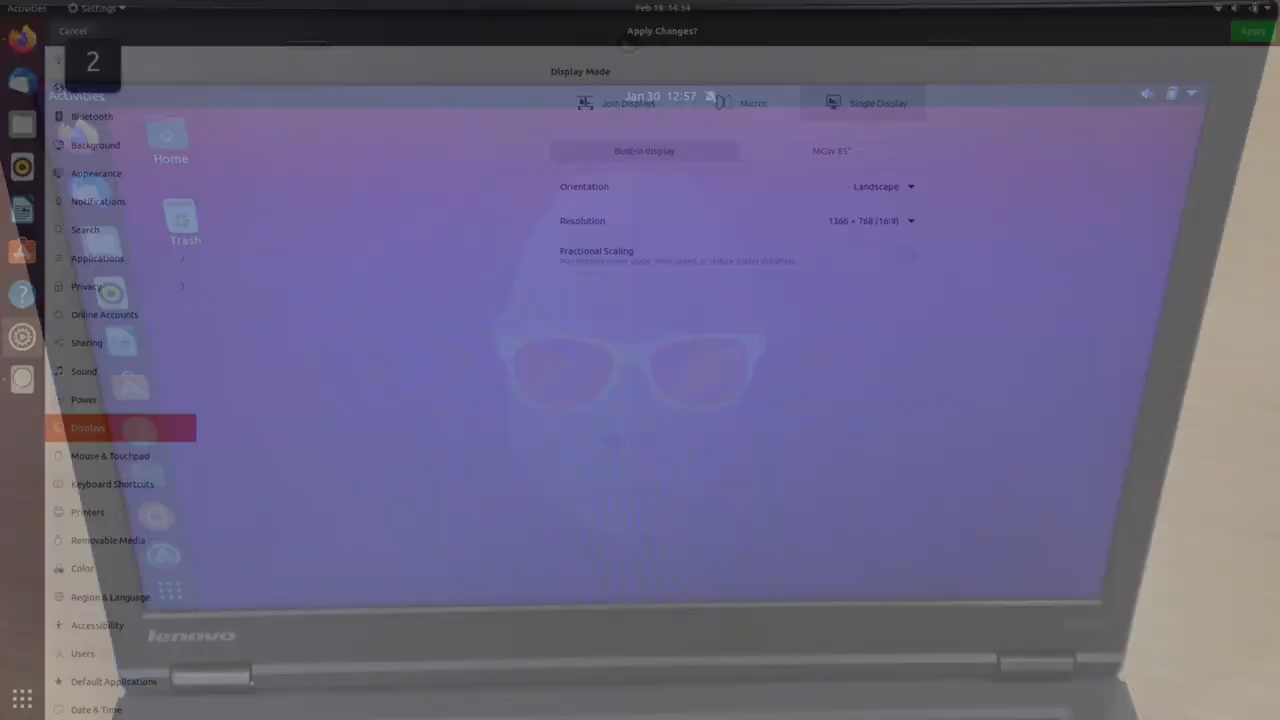 Activities Settings Feb 18 14:34
Cancel Apply Changes? Apply
2
Display Mode
Activities Jan 30 12:57
Join Displays Mirror Single Display
Bluetooth
Background
Built-in display MGW 85"
Home
Appearance
Orientation Landscape
Notifications
Resolution 1366 × 768 (16:9)
Search
Trash
Fractional Scaling
Applications
Privacy
Online Accounts
Sharing
Sound
Power
Displays
Mouse & Touchpad
Keyboard Shortcuts
Printers
Removable Media
Color
Region & Language
Accessibility
lenovo
Users
Default Applications
Date & Time